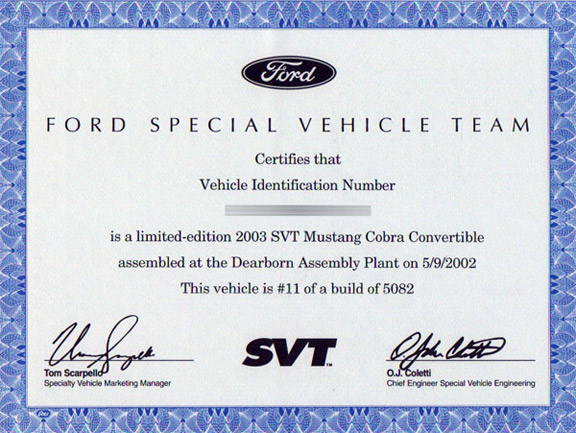 Ford
FORD SPECIAL VEHICLE TEAM
Certifies that
Vehicle Identification Number
is a limited-edition 2003 SVT Mustang Cobra Convertible
assembled at the Dearborn Assembly Plant on 5/9/2002
This vehicle is #11 of a build of 5082
SVT™
Tom Scarpello
Specialty Vehicle Marketing Manager
O.J. Coletti
Chief Engineer Special Vehicle Engineering